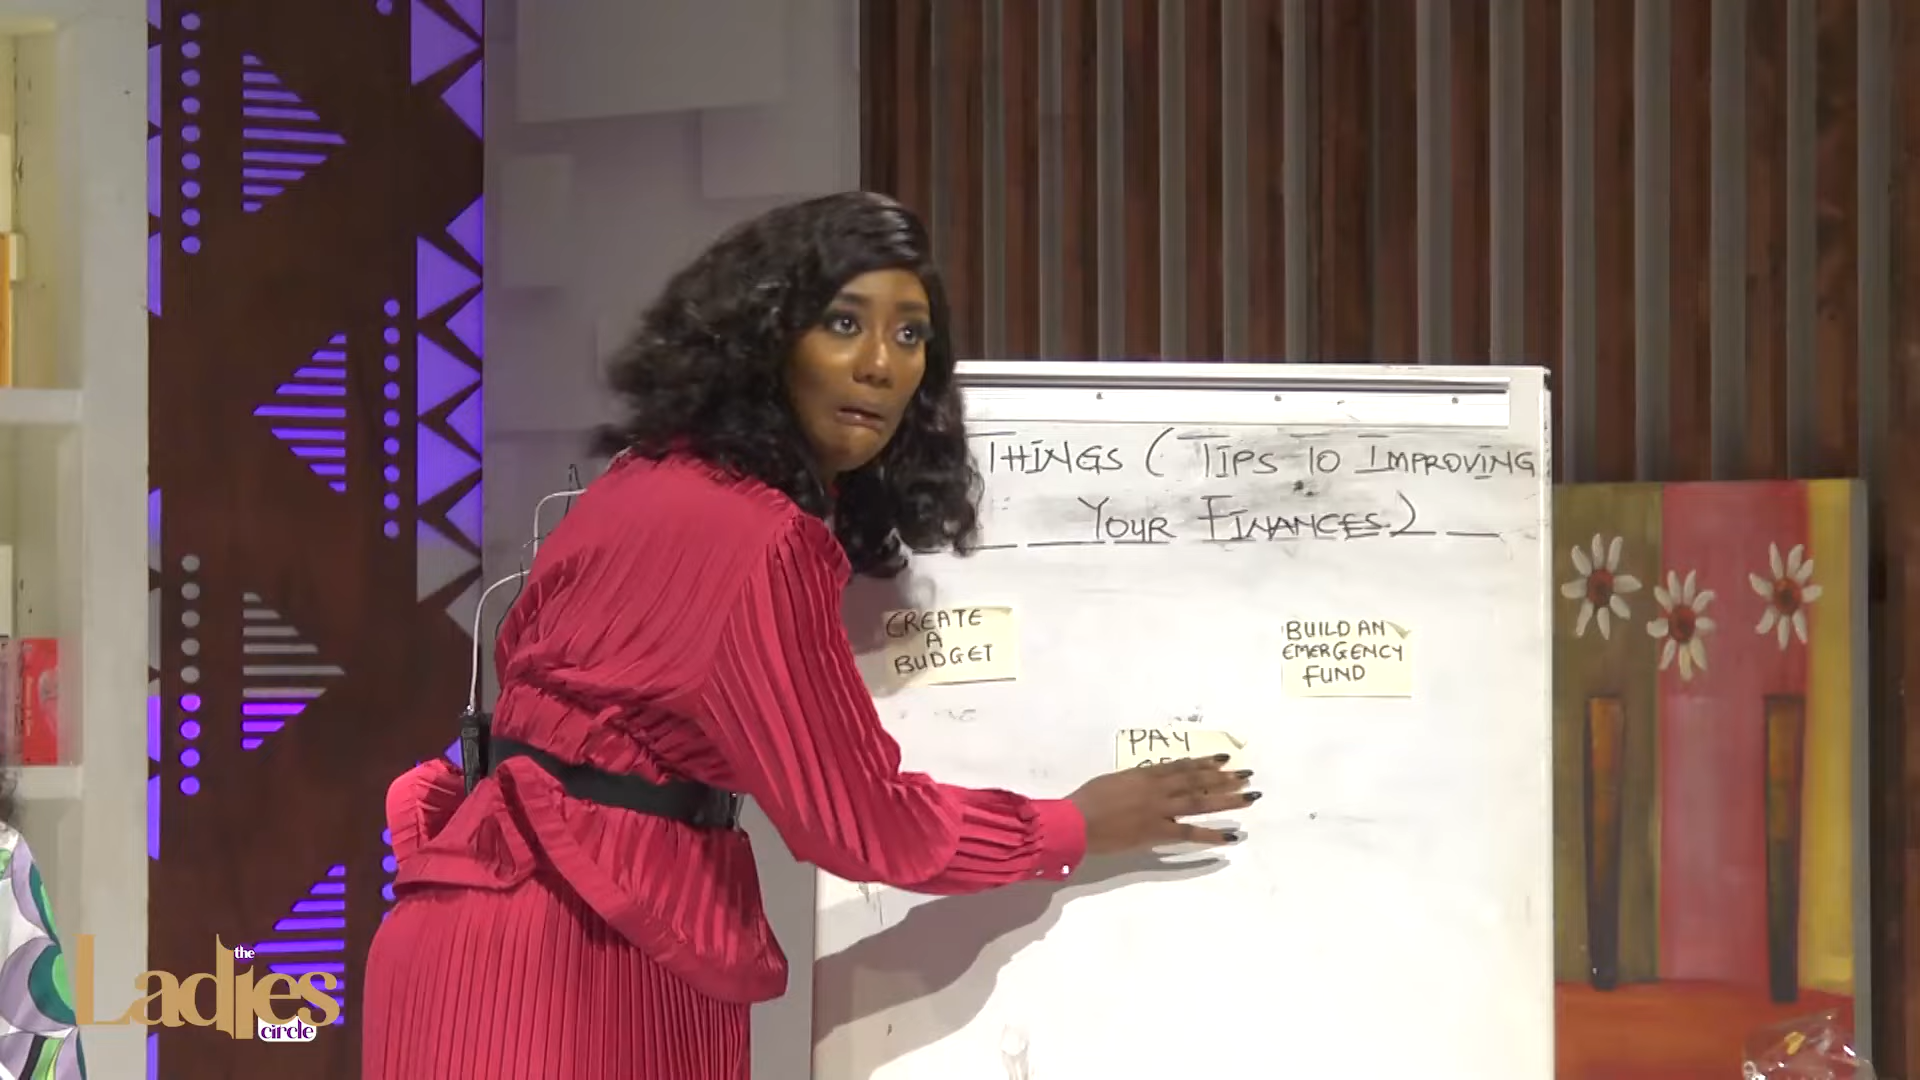 THINGS ( TIPS TO IMPROVING
YOUR FINANCES.)
CREATE
A
BUDGET
BUILD AN
EMERGENCY
FUND
PAY
the
Ladies
circle